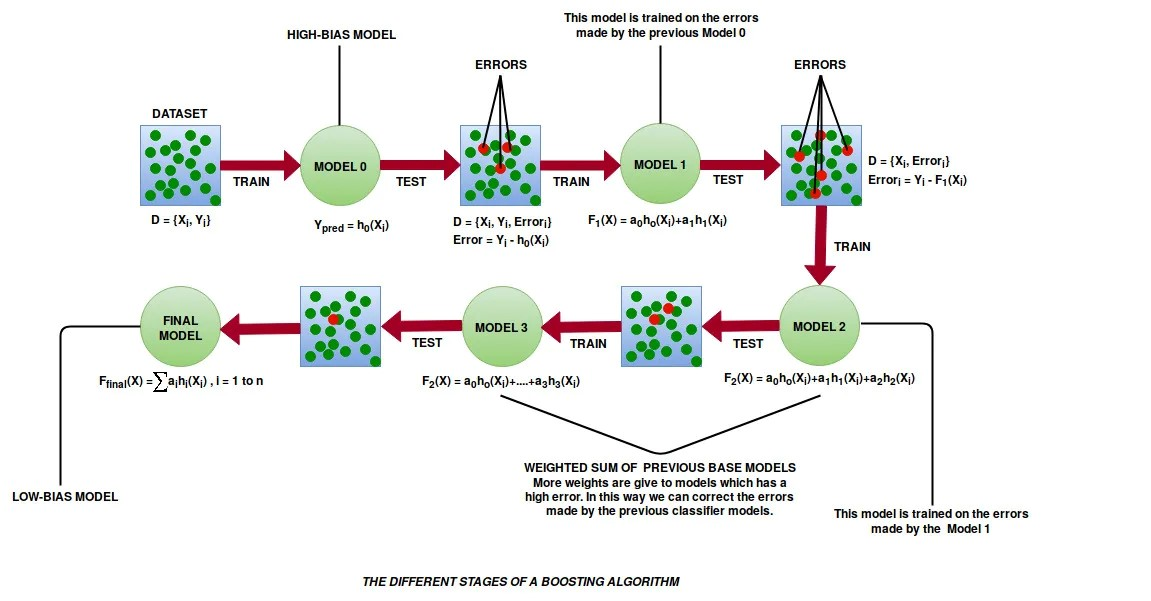 This model is trained on the errors
made by the previous Model 0
HIGH-BIAS MODEL
ERRORS
ERRORS
DATASET
MODEL 0
MODEL 1
TRAIN
TEST
TRAIN
TEST
D = {Xi, Errori}
Errori = Yi - F1(Xi)
D = {Xi, Yi}
Ypred = h0(Xi)
D = {Xi, Yi, Errori}
Error = Yi - h0(Xi)
F1(X) = a0ho(Xi)+a1h1(Xi)
TRAIN
FINAL
MODEL
MODEL 3
MODEL 2
TEST
TRAIN
TEST
Ffinal(X) =∑aihi(Xi) , i = 1 to n
F2(X) = a0ho(Xi)+....+a3h3(Xi)
F2(X) = a0ho(Xi)+a1h1(Xi)+a2h2(Xi)
LOW-BIAS MODEL
WEIGHTED SUM OF PREVIOUS BASE MODELS
More weights are give to models which has a
high error. In this way we can correct the errors
made by the previous classifier models.
This model is trained on the errors
made by the Model 1
THE DIFFERENT STAGES OF A BOOSTING ALGORITHM